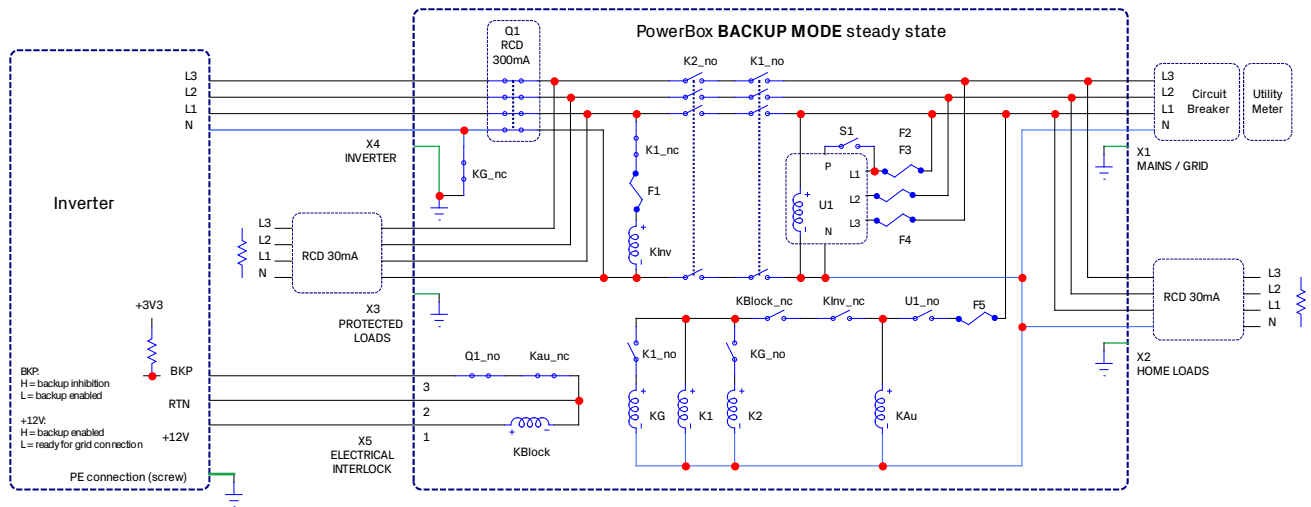 PowerBox BACKUP MODE steady state
Q1
RCD
300mA
K2_no
K1_no
L3
L2
L1
N
L3
L2
L1
N
Circuit
Breaker
Utility
Meter
X4
INVERTER
KG_nc
K1_nc
F1
KInv
S1
F2
F3
P
L1
L2
L3
U1
N
F4
X1
MAINS / GRID
Inverter
L3
L2
L1
N
RCD 30mA
X3
PROTECTED
LOADS
RCD 30mA
L3
L2
L1
N
X2
HOME LOADS
KBlock_nc
KInv_nc
U1_no
F5
K1_no
KG_no
KG
K1
K2
KAu
+3V3
BKP
RTN
+12V
BKP:
H = backup inhibition
L = backup enabled
+12V:
H = backup enabled
L = ready for grid connection
Q1_no
Kau_nc
3
2
1
KBlock
X5
ELECTRICAL
INTERLOCK
PE connection (screw)
+
−
+
−
+
−
+
−
+
−
+
−
+
−